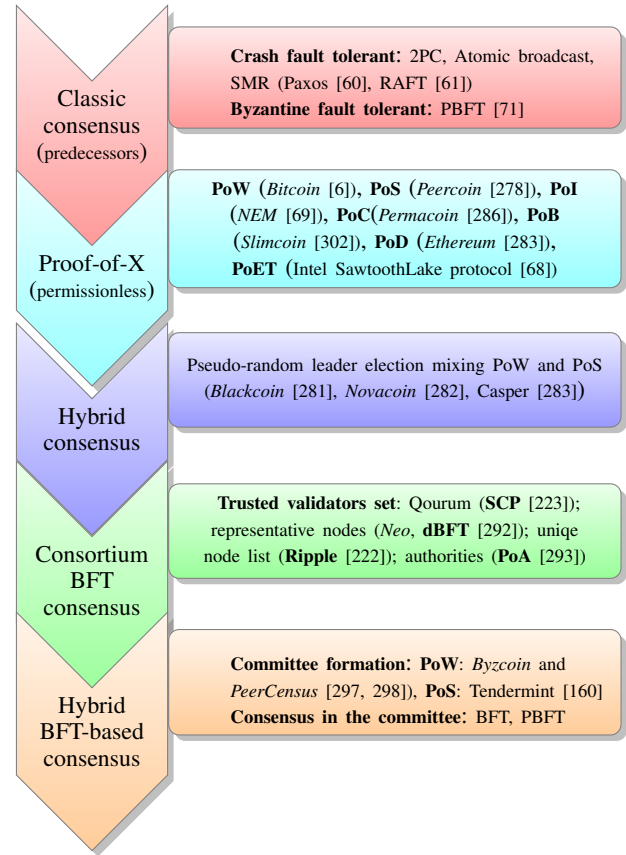 Classic
consensus
(predecessors)
Crash fault tolerant: 2PC, Atomic broadcast,
SMR (Paxos [60], RAFT [61])
Byzantine fault tolerant: PBFT [71]
Proof-of-X
(permissionless)
PoW (Bitcoin [6]), PoS (Peercoin [278]), PoI
(NEM [69]), PoC(Permacoin [286]), PoB
(Slimcoin [302]), PoD (Ethereum [283]),
PoET (Intel SawtoothLake protocol [68])
Hybrid
consensus
Pseudo-random leader election mixing PoW and PoS
(Blackcoin [281], Novacoin [282], Casper [283])
Consortium
BFT
consensus
Trusted validators set: Qourum (SCP [223]);
representative nodes (Neo, dBFT [292]); uniqe
node list (Ripple [222]); authorities (PoA [293])
Hybrid
BFT-based
consensus
Committee formation: PoW: Byzcoin and
PeerCensus [297, 298]), PoS: Tendermint [160]
Consensus in the committee: BFT, PBFT